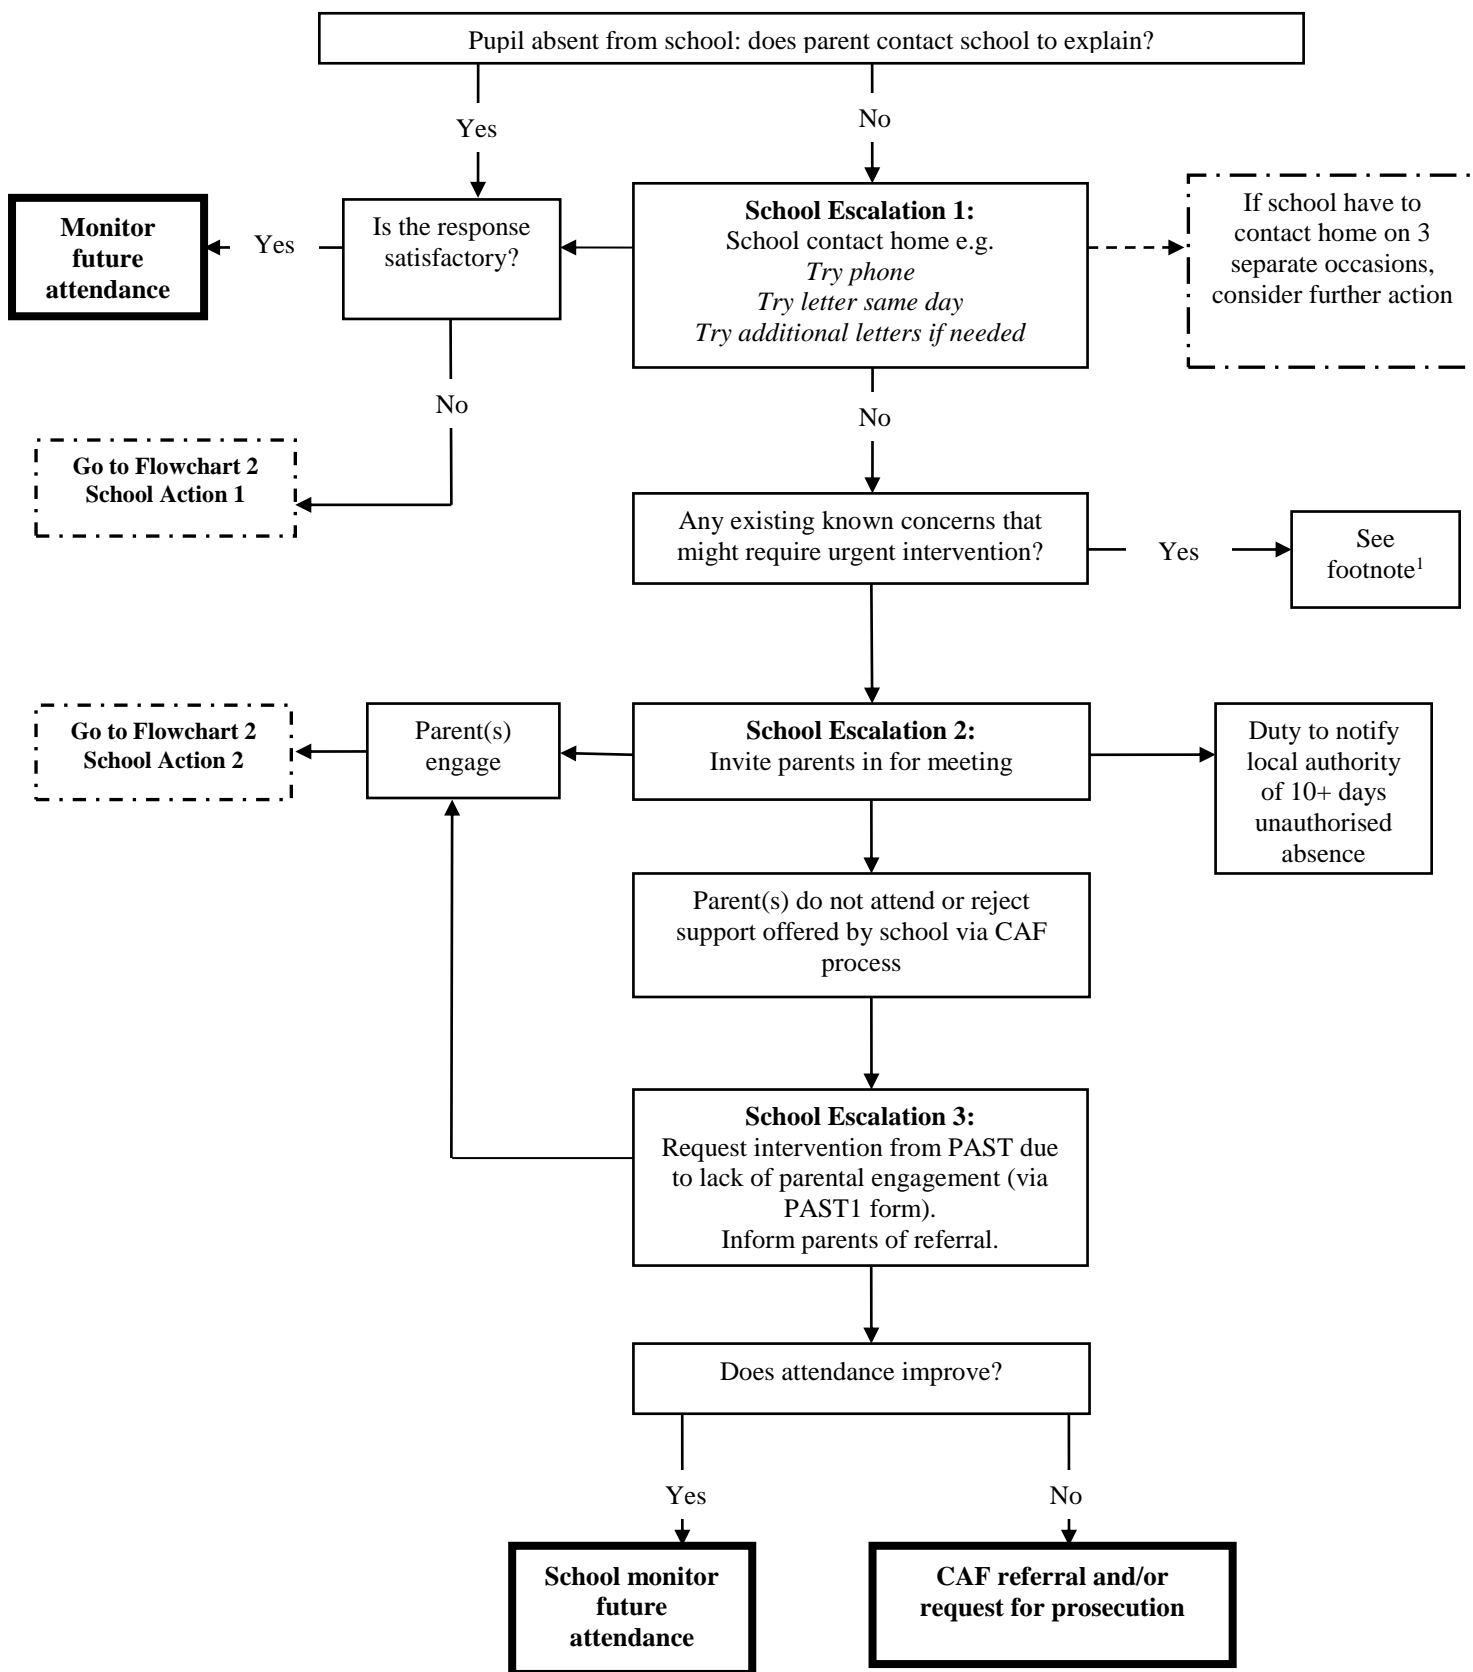 Pupil absent from school: does parent contact school to explain?
Yes
No
Monitor
future
attendance
Yes
Is the response
satisfactory?
School Escalation 1:
School contact home e.g.
Try phone
Try letter same day
Try additional letters if needed
If school have to
contact home on 3
separate occasions,
consider further action
No
No
Go to Flowchart 2
School Action 1
Any existing known concerns that
might require urgent intervention?
Yes
See
footnote¹
Go to Flowchart 2
School Action 2
Parent(s)
engage
School Escalation 2:
Invite parents in for meeting
Duty to notify
local authority
of 10+ days
unauthorised
absence
Parent(s) do not attend or reject
support offered by school via CAF
process
School Escalation 3:
Request intervention from PAST due
to lack of parental engagement (via
PAST1 form).
Inform parents of referral.
Does attendance improve?
Yes
No
School monitor
future
attendance
CAF referral and/or
request for prosecution